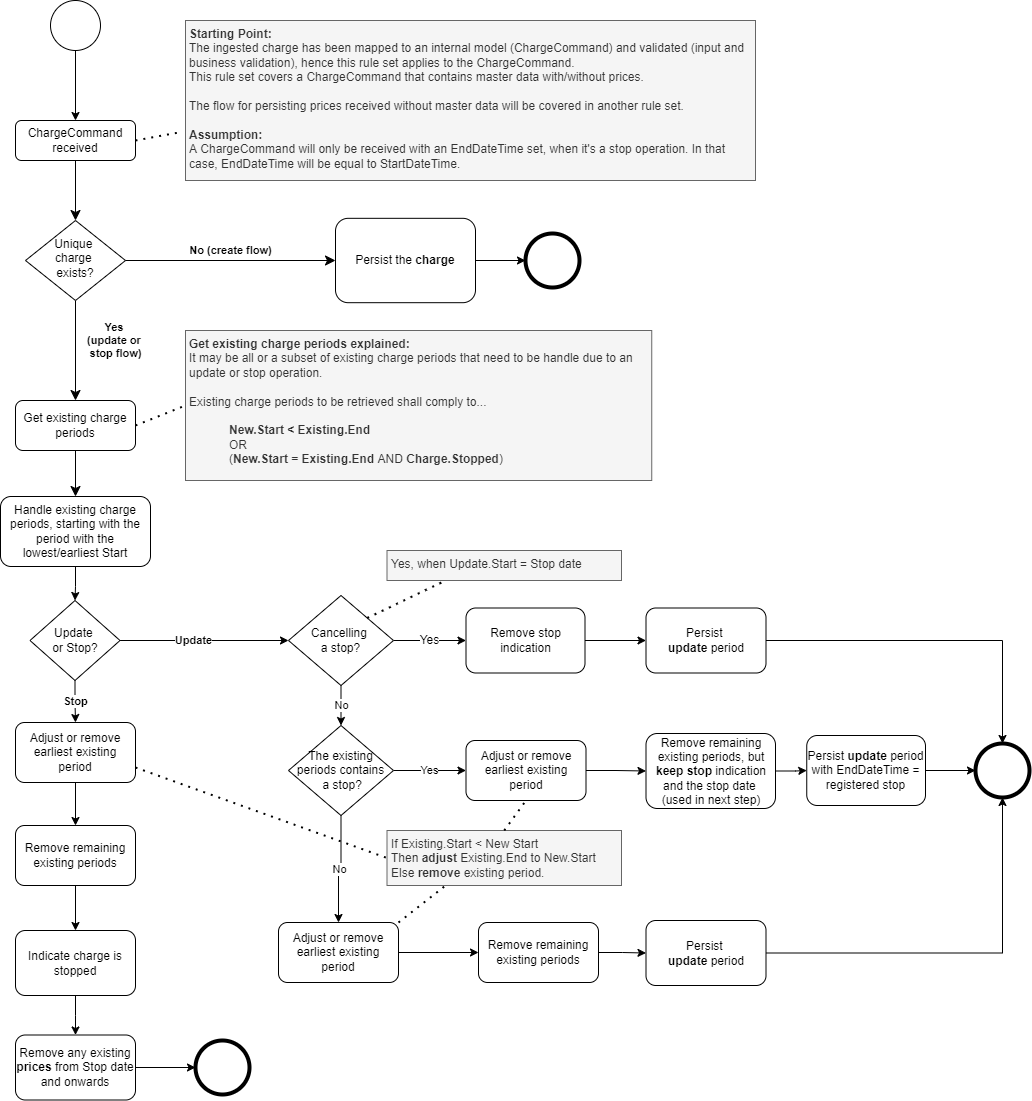 Starting Point:
The ingested charge has been mapped to an internal model (ChargeCommand) and validated (input and
business validation), hence this rule set applies to the ChargeCommand.
This rule set covers a ChargeCommand that contains master data with/without prices.
The flow for persisting prices received without master data will be covered in another rule set.
Assumption:
A ChargeCommand will only be received with an EndDateTime set, when it's a stop operation. In that
case, EndDateTime will be equal to StartDateTime.
ChargeCommand
received
Unique
charge
exists?
No (create flow)
Persist the charge
Yes
(update or
stop flow)
Get existing charge periods explained:
It may be all or a subset of existing charge periods that need to be handle due to an
update or stop operation.
Existing charge periods to be retrieved shall comply to...
New.Start < Existing.End
OR
(New.Start = Existing.End AND Charge.Stopped)
Get existing charge
periods
Handle existing charge
periods, starting with the
period with the
lowest/earliest Start
Yes, when Update.Start = Stop date
Update
or Stop?
Update
Cancelling
a stop?
Yes
Remove stop
indication
Persist
update period
Stop
No
Adjust or remove
earliest existing
period
The existing
periods contains
a stop?
Yes
Adjust or remove
earliest existing
period
Remove remaining
existing periods, but
keep stop indication
and the stop date
(used in next step)
Persist update period
with EndDateTime =
registered stop
Remove remaining
existing periods
If Existing.Start < New Start
Then adjust Existing.End to New.Start
Else remove existing period.
No
Adjust or remove
earliest existing
period
Remove remaining
existing periods
Persist
update period
Indicate charge is
stopped
Remove any existing
prices from Stop date
and onwards